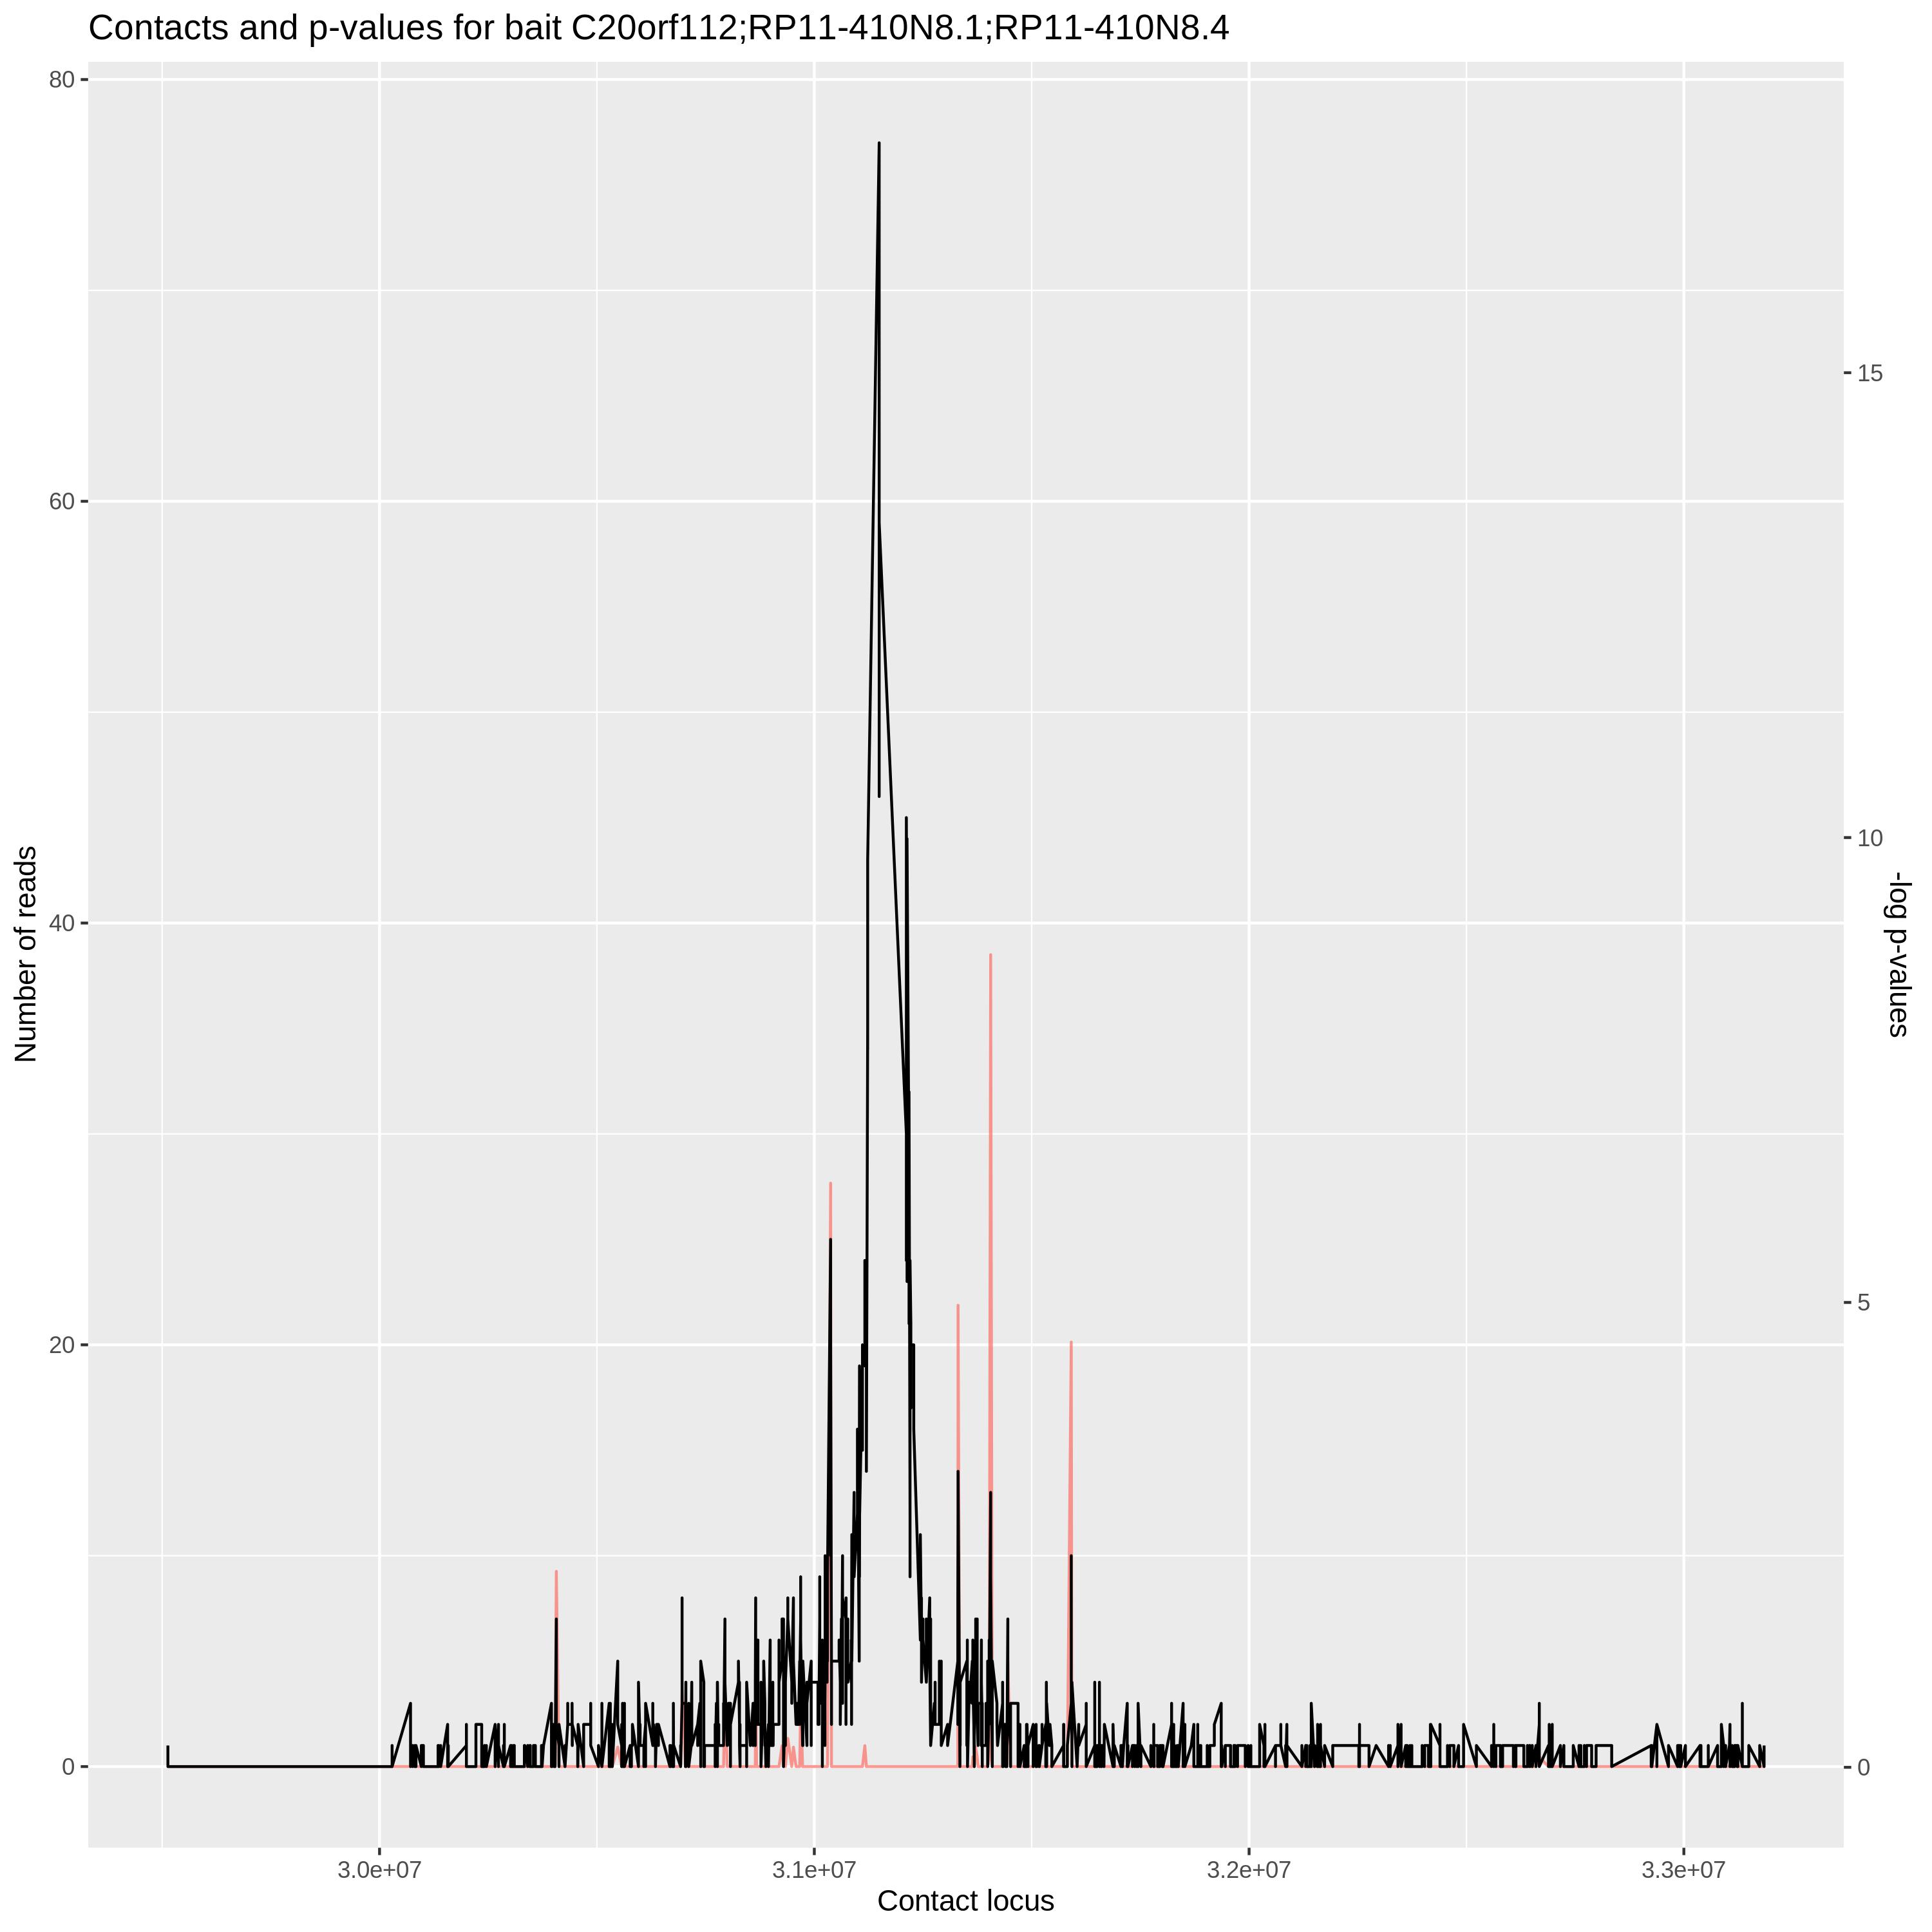 Contacts and p-values for bait C20orf112;RP11-410N8.1;RP11-410N8.4
80
60
40
20
0
Number of reads
15
10
5
0
-log p-values
3.0e+07
3.1e+07
3.2e+07
3.3e+07
Contact locus